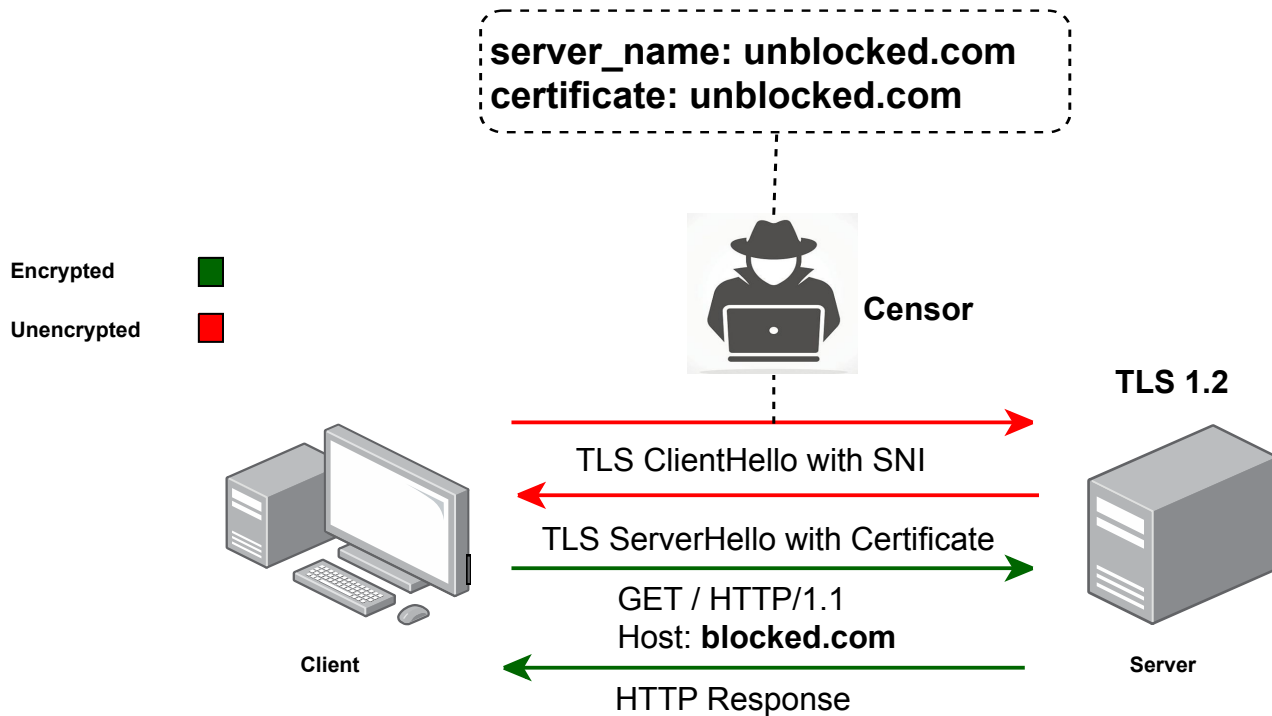 server_name: unblocked.com
certificate: unblocked.com
Encrypted
Unencrypted
Censor
TLS 1.2
TLS ClientHello with SNI
TLS ServerHello with Certificate
GET / HTTP/1.1
Host: blocked.com
Client
Server
HTTP Response